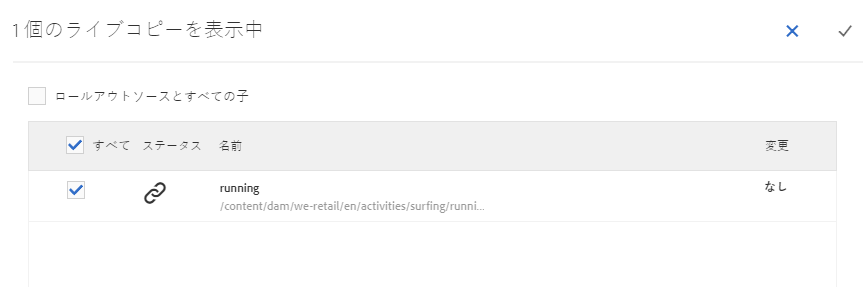 1個のライブコピーを表示中
ロールアウトソースとすべての子
すべて ステータス 名前 変更
running なし
/content/dam/we-retail/en/activities/surfing/runni...